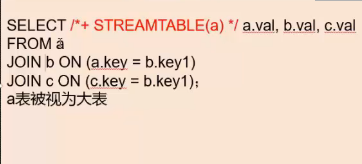 SELECT /*+ STREAMTABLE(a) */ a.val, b.val, c.val
FROM a
JOIN b ON (a.key = b.key1)
JOIN c ON (c.key = b.key1);
a表被视为大表